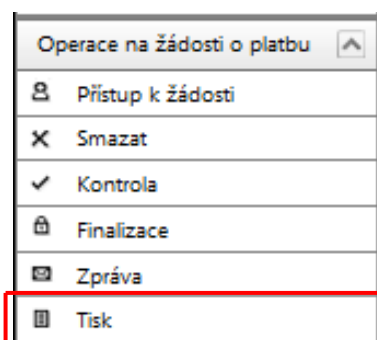 Operace na žádosti o platbu
Přístup k žádosti
Smazat
Kontrola
Finalizace
Zpráva
Tisk